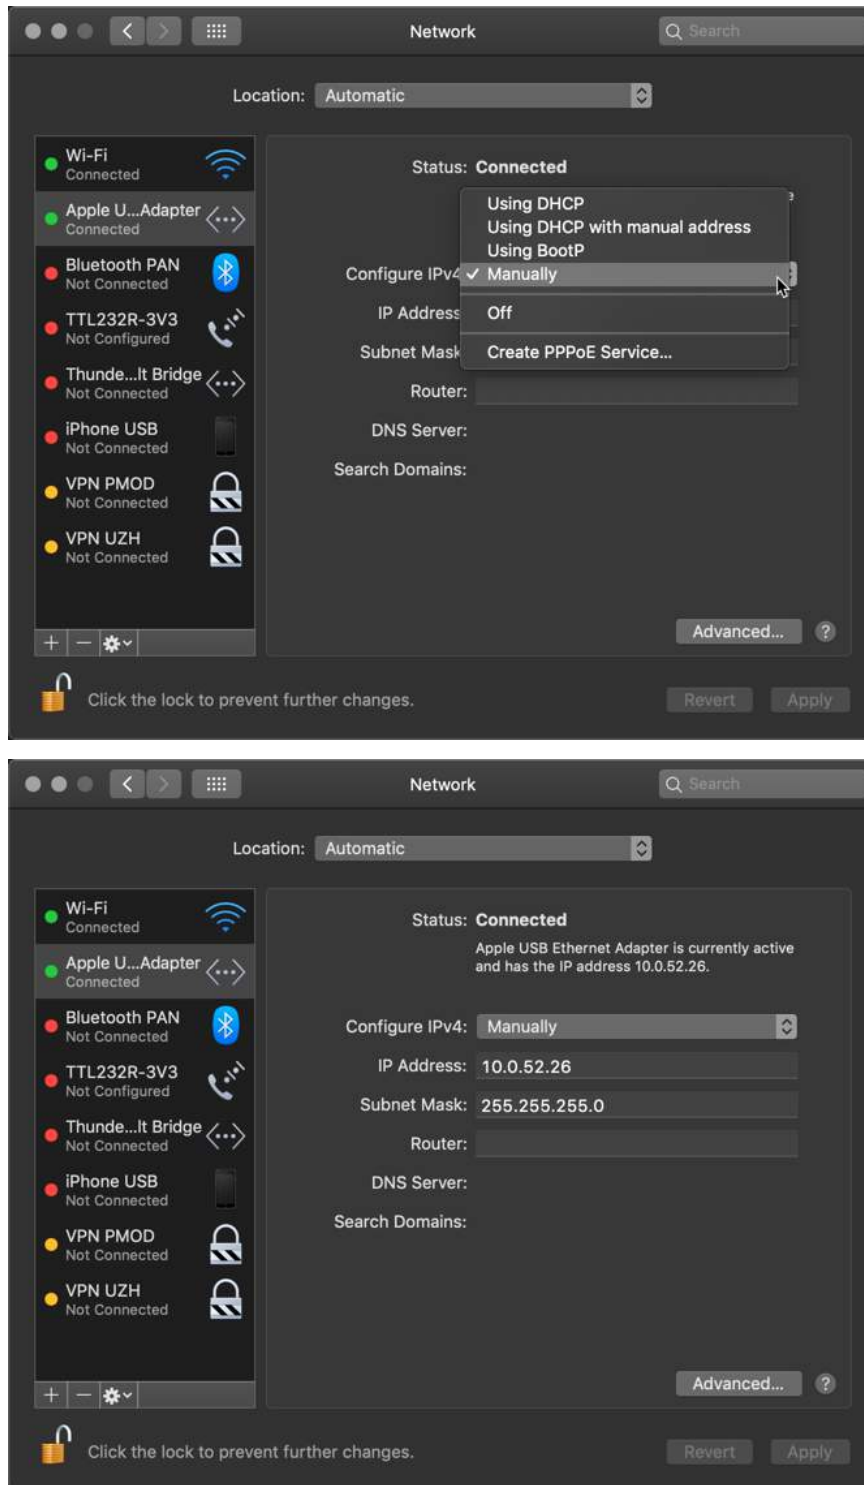 Network
Search
Location: Automatic
Wi-Fi
Connected
Apple U...Adapter
Connected
Bluetooth PAN
Not Connected
TTL232R-3V3
Not Configured
Thunde...lt Bridge
Not Connected
iPhone USB
Not Connected
VPN PMOD
Not Connected
VPN UZH
Not Connected
Status: Connected
Using DHCP
Using DHCP with manual address
Using BootP
Configure IPv4 ✓ Manually
IP Address
Off
Subnet Mask
Create PPPoE Service...
Router:
DNS Server:
Search Domains:
Advanced... ?
Click the lock to prevent further changes.
Revert Apply
Network
Search
Location: Automatic
Wi-Fi
Connected
Apple U...Adapter
Connected
Bluetooth PAN
Not Connected
TTL232R-3V3
Not Configured
Thunde...lt Bridge
Not Connected
iPhone USB
Not Connected
VPN PMOD
Not Connected
VPN UZH
Not Connected
Status: Connected
Apple USB Ethernet Adapter is currently active
and has the IP address 10.0.52.26.
Configure IPv4: Manually
IP Address: 10.0.52.26
Subnet Mask: 255.255.255.0
Router:
DNS Server:
Search Domains:
Advanced... ?
Click the lock to prevent further changes.
Revert Apply